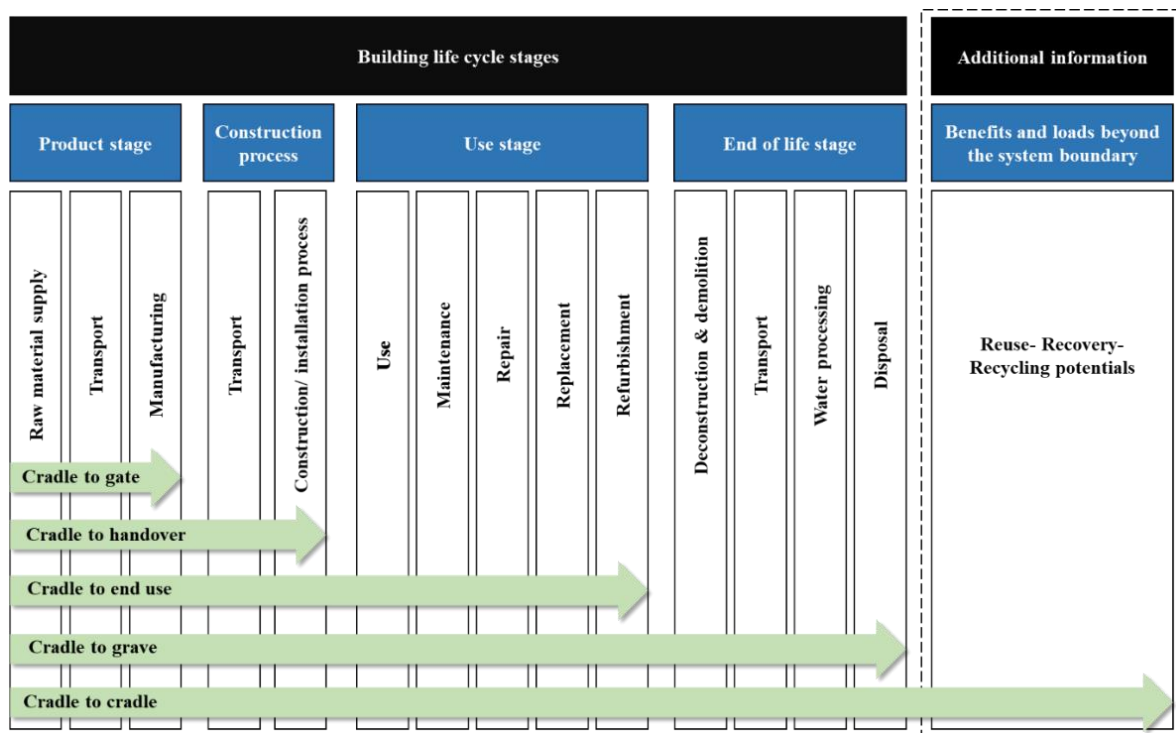 Building life cycle stages
Additional information
Product stage
Construction
process
Use stage
End of life stage
Benefits and loads beyond
the system boundary
Raw material supply
Transport
Manufacturing
Transport
Construction/ installation process
Use
Maintenance
Repair
Replacement
Refurbishment
Deconstruction & demolition
Transport
Water processing
Disposal
Reuse- Recovery-
Recycling potentials
Cradle to gate
Cradle to handover
Cradle to end use
Cradle to grave
Cradle to cradle